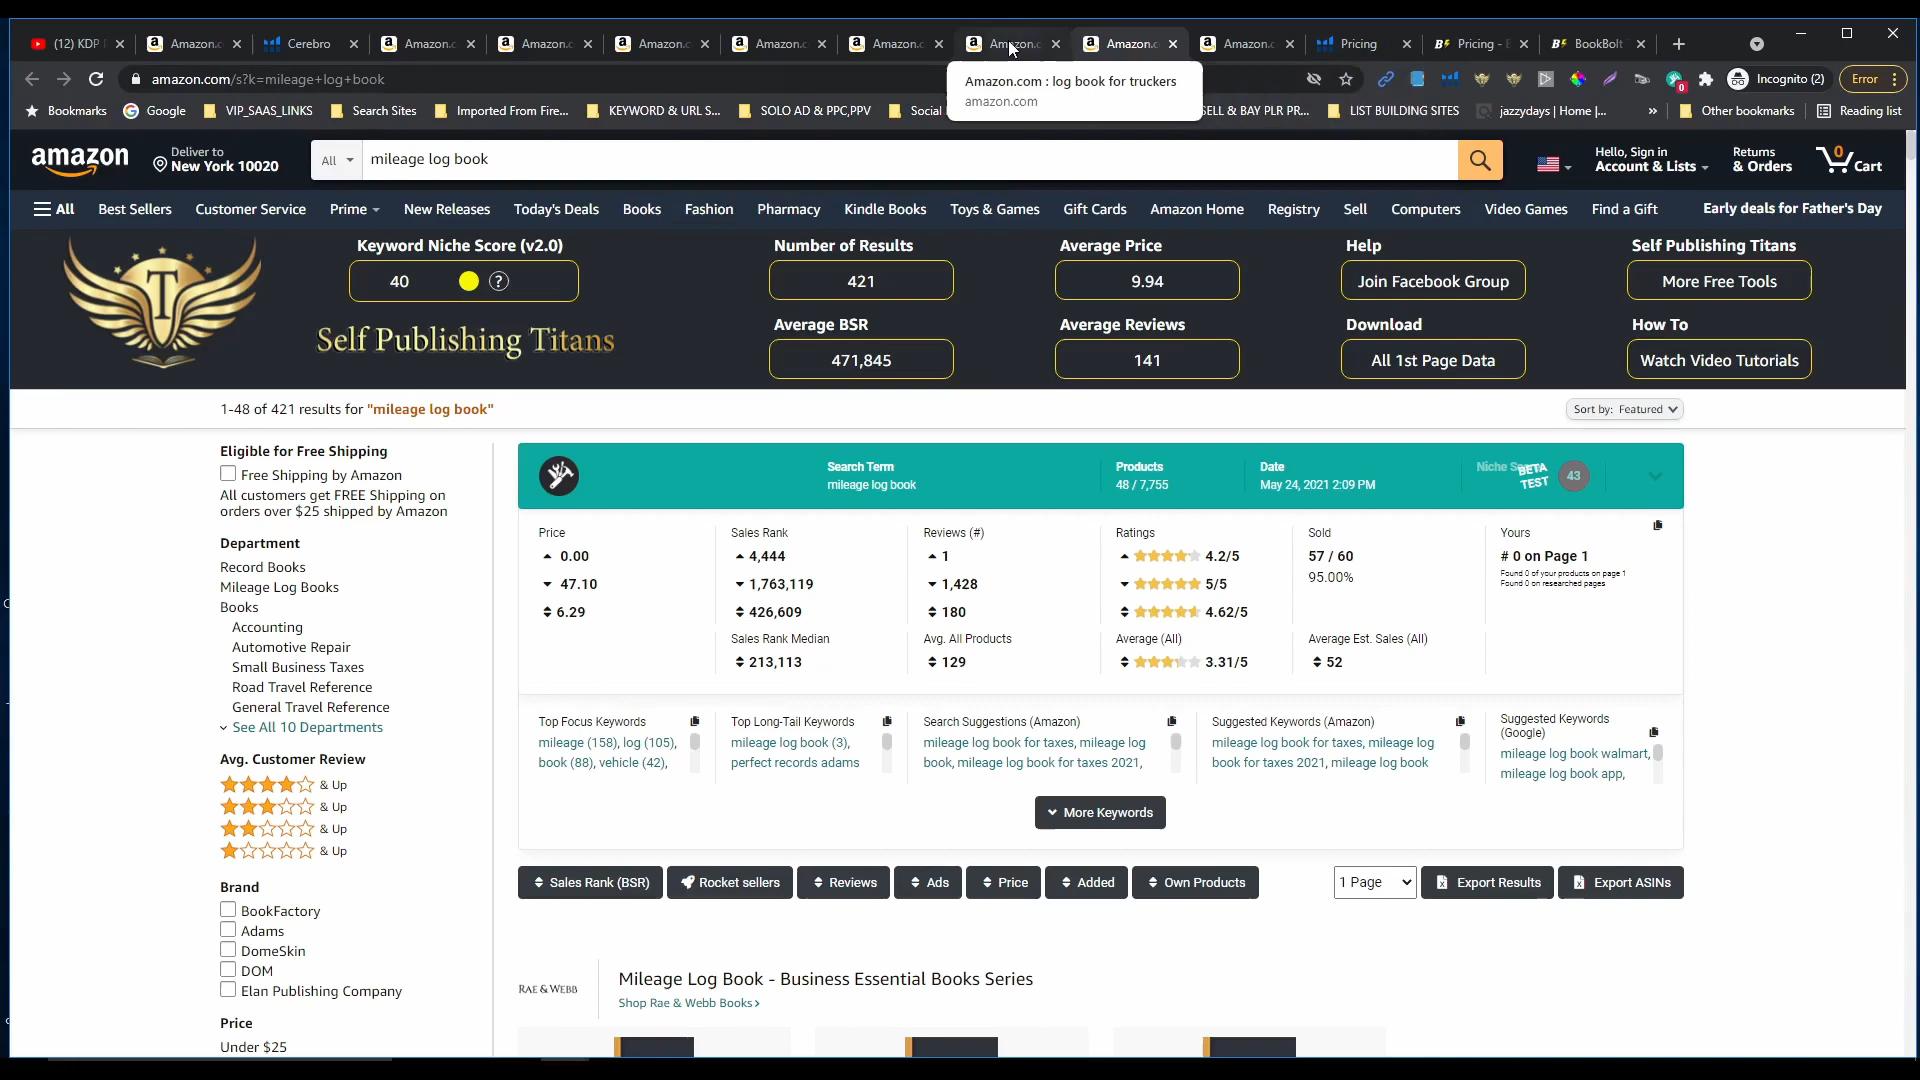 (12) KDP
Amazon.c
Cerebro
Amazon.c
Amazon.c
Amazon.c
Amazon.c
Amazon.c
Amazon.c
Amazon.c
Amazon.c
Pricing
Pricing - B
BookBolt
amazon.com/s?k=mileage+log+book
Incognito (2)
Error
Amazon.com : log book for truckers
amazon.com
Bookmarks
Google
VIP_SAAS_LINKS
Search Sites
Imported From Fire...
KEYWORD & URL S...
SOLO AD & PPC,PPV
Social
SELL & BAY PLR PR...
LIST BUILDING SITES
jazzydays | Home |...
»
Other bookmarks
Reading list
amazon
Deliver to
New York 10020
All
mileage log book
Hello, Sign in
Account & Lists
Returns
& Orders
0
Cart
All
Best Sellers
Customer Service
Prime
New Releases
Today's Deals
Books
Fashion
Pharmacy
Kindle Books
Toys & Games
Gift Cards
Amazon Home
Registry
Sell
Computers
Video Games
Find a Gift
Early deals for Father's Day
T
Self Publishing Titans
Keyword Niche Score (v2.0)
40
?
Number of Results
421
Average Price
9.94
Help
Join Facebook Group
Self Publishing Titans
More Free Tools
Average BSR
471,845
Average Reviews
141
Download
All 1st Page Data
How To
Watch Video Tutorials
1-48 of 421 results for "mileage log book"
Sort by: Featured
Eligible for Free Shipping
Free Shipping by Amazon
All customers get FREE Shipping on
orders over $25 shipped by Amazon
Department
Record Books
Mileage Log Books
Books
Accounting
Automotive Repair
Small Business Taxes
Road Travel Reference
General Travel Reference
See All 10 Departments
Avg. Customer Review
& Up
& Up
& Up
& Up
Brand
BookFactory
Adams
DomeSkin
DOM
Elan Publishing Company
Price
Under $25
Search Term
mileage log book
Products
48 / 7,755
Date
May 24, 2021 2:09 PM
BETA
TEST
43
Price
0.00
47.10
6.29
Sales Rank
4,444
1,763,119
426,609
Sales Rank Median
213,113
Reviews (#)
1
1,428
180
Avg. All Products
129
Ratings
4.2/5
5/5
4.62/5
Average (All)
3.31/5
Sold
57 / 60
95.00%
Average Est. Sales (All)
52
Yours
# 0 on Page 1
Found 0 of your products on page 1
Found 0 on researched pages
Top Focus Keywords
mileage (158), log (105),
book (88), vehicle (42),
Top Long-Tail Keywords
mileage log book (3),
perfect records adams
Search Suggestions (Amazon)
mileage log book for taxes, mileage log
book, mileage log book for taxes 2021,
Suggested Keywords (Amazon)
mileage log book for taxes, mileage log
book for taxes 2021, mileage log book
Suggested Keywords
(Google)
mileage log book walmart,
mileage log book app,
More Keywords
Sales Rank (BSR)
Rocket sellers
Reviews
Ads
Price
Added
Own Products
1 Page
Export Results
Export ASINs
RAE & WEBB
Mileage Log Book - Business Essential Books Series
Shop Rae & Webb Books ›